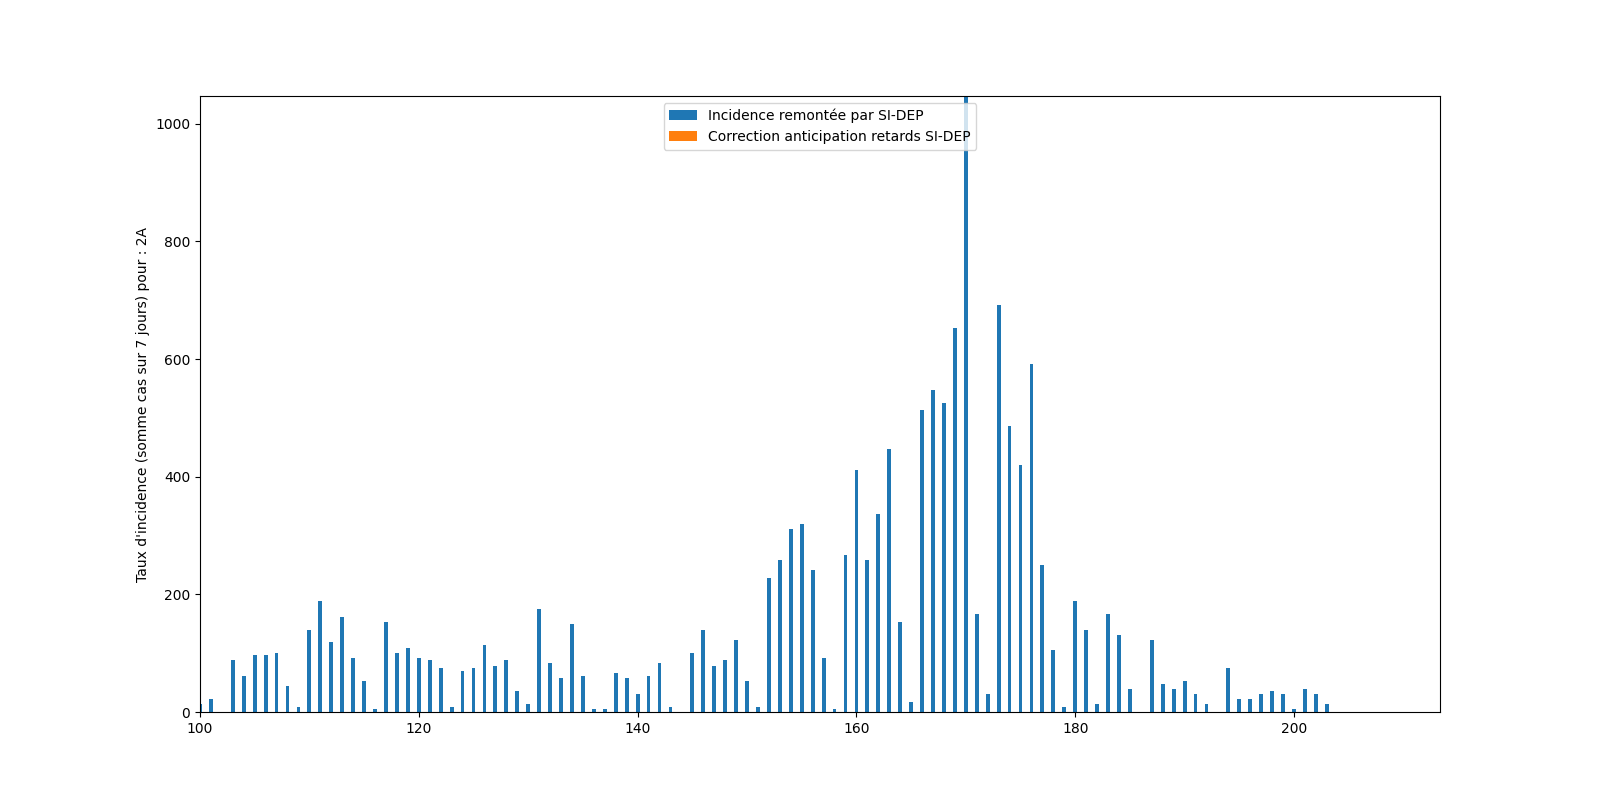 Incidence remontée par SI-DEP
Correction anticipation retards SI-DEP
Taux d'incidence (somme cas sur 7 jours) pour : 2A
1000
800
600
400
200
0
100 120 140 160 180 200